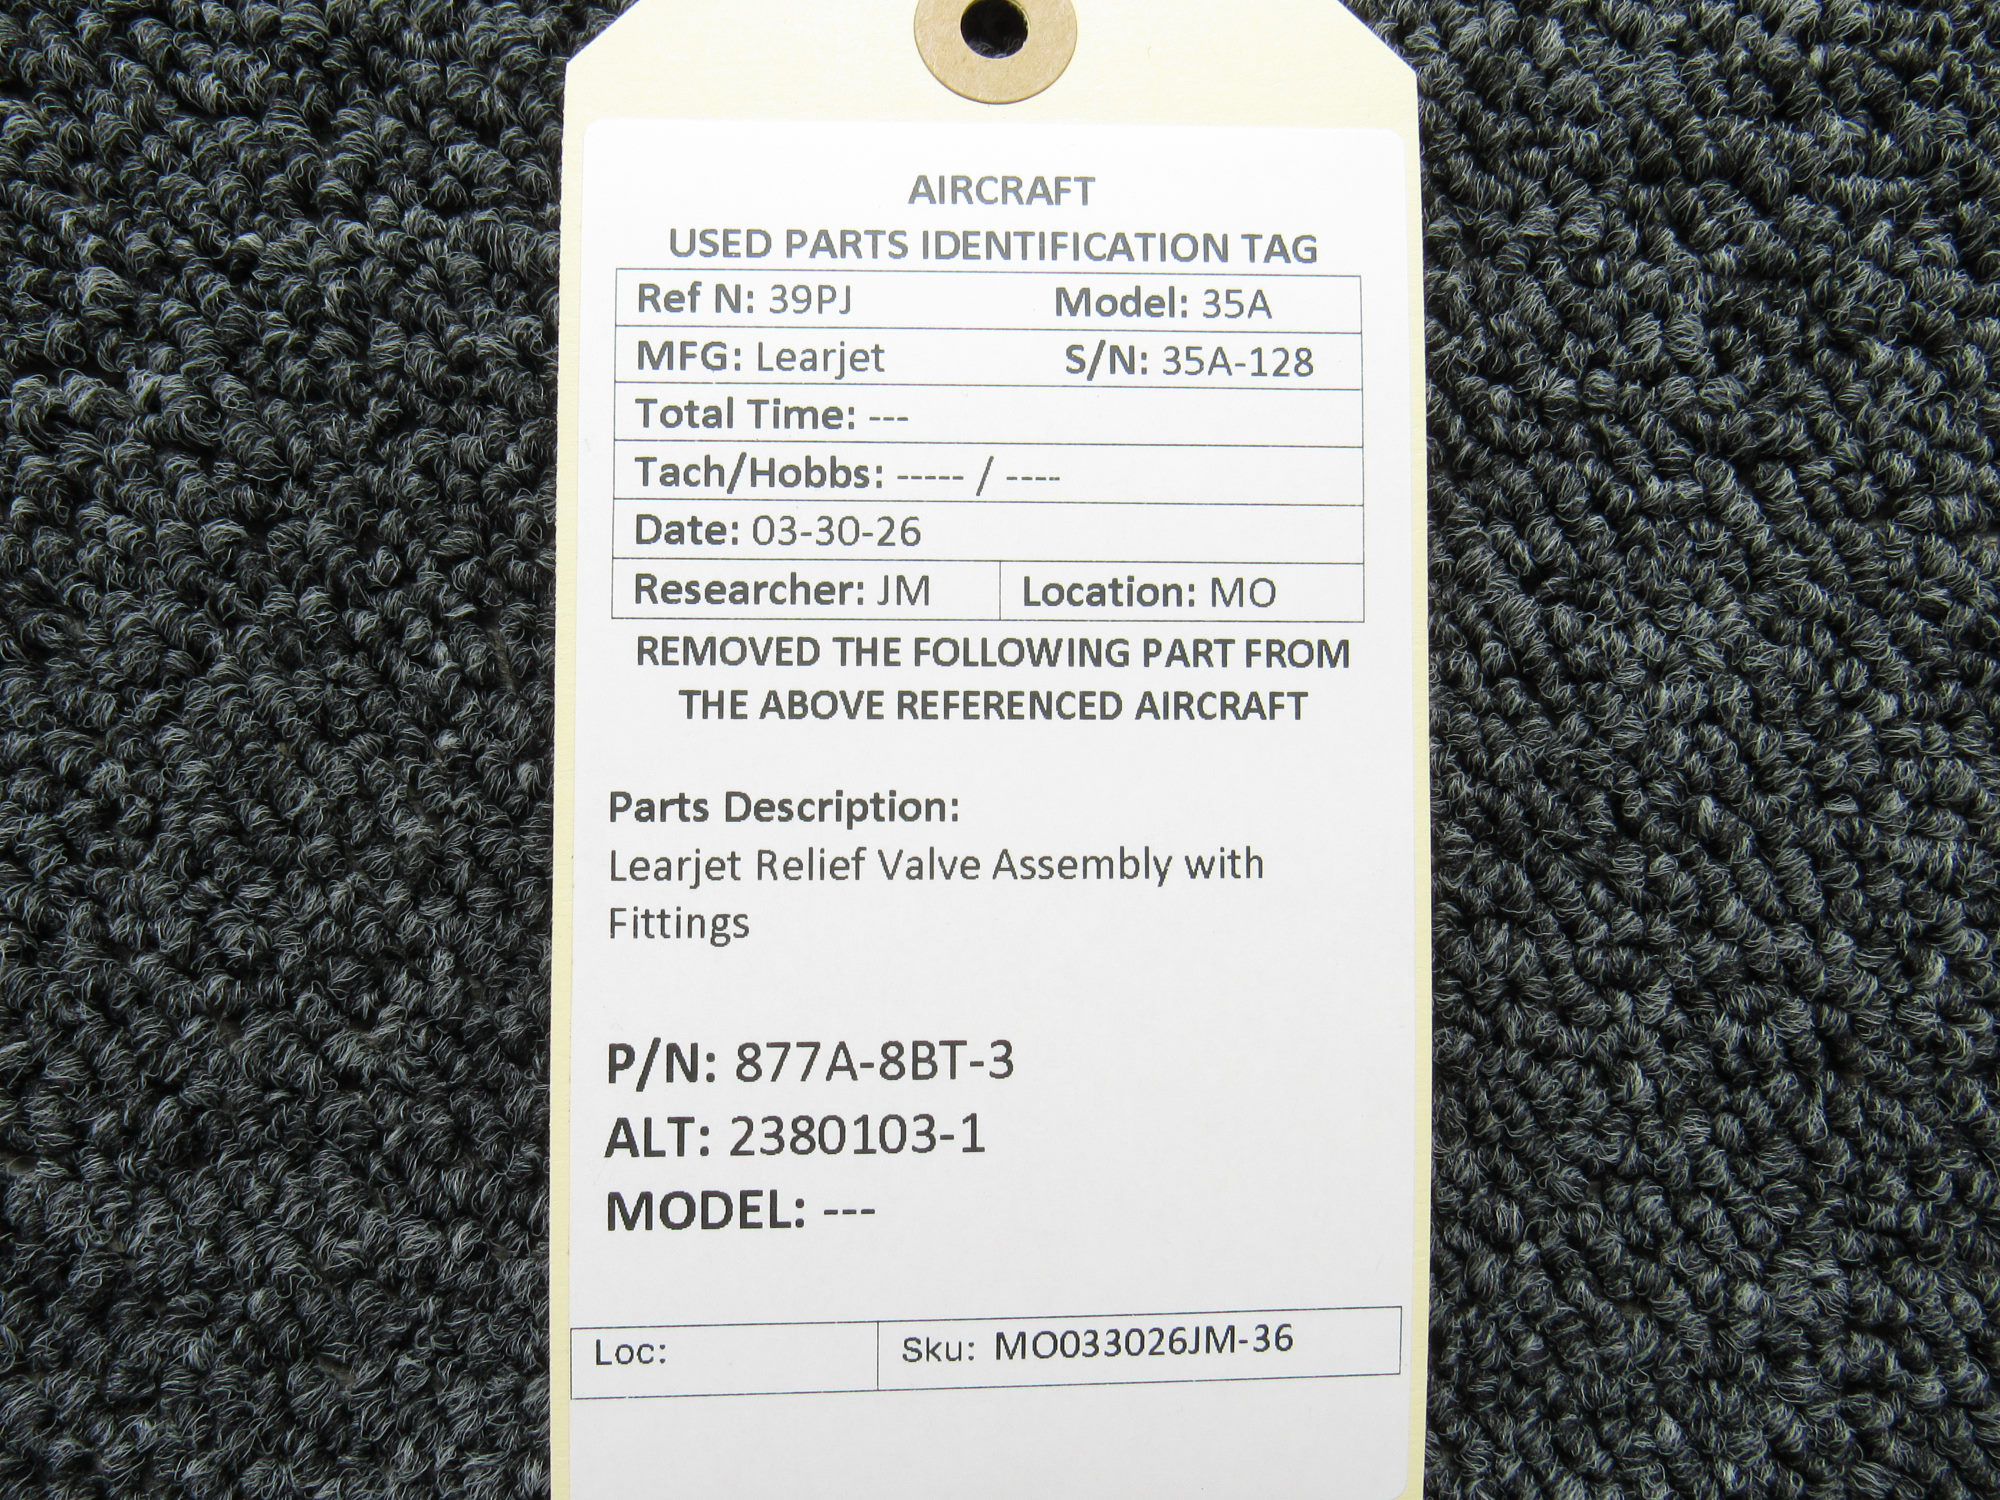 AIRCRAFT
USED PARTS IDENTIFICATION TAG
Ref N: 39PJ Model: 35A
MFG: Learjet S/N: 35A-128
Total Time: ---
Tach/Hobbs: ----- / ----
Date: 03-30-26
Researcher: JM Location: MO
REMOVED THE FOLLOWING PART FROM
THE ABOVE REFERENCED AIRCRAFT
Parts Description:
Learjet Relief Valve Assembly with
Fittings
P/N: 877A-8BT-3
ALT: 2380103-1
MODEL: ---
Loc: Sku: MO033026JM-36